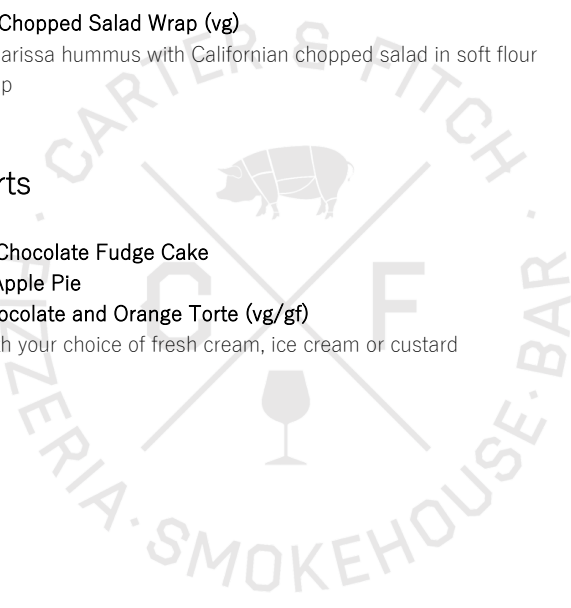 Chopped Salad Wrap (vg)
arissa hummus with Californian chopped salad in soft flour
p
rts
Chocolate Fudge Cake
Apple Pie
ocolate and Orange Torte (vg/gf)
h your choice of fresh cream, ice cream or custard
CARTER & FITCH
C F
PIZZERIA · SMOKEHOUSE · BAR